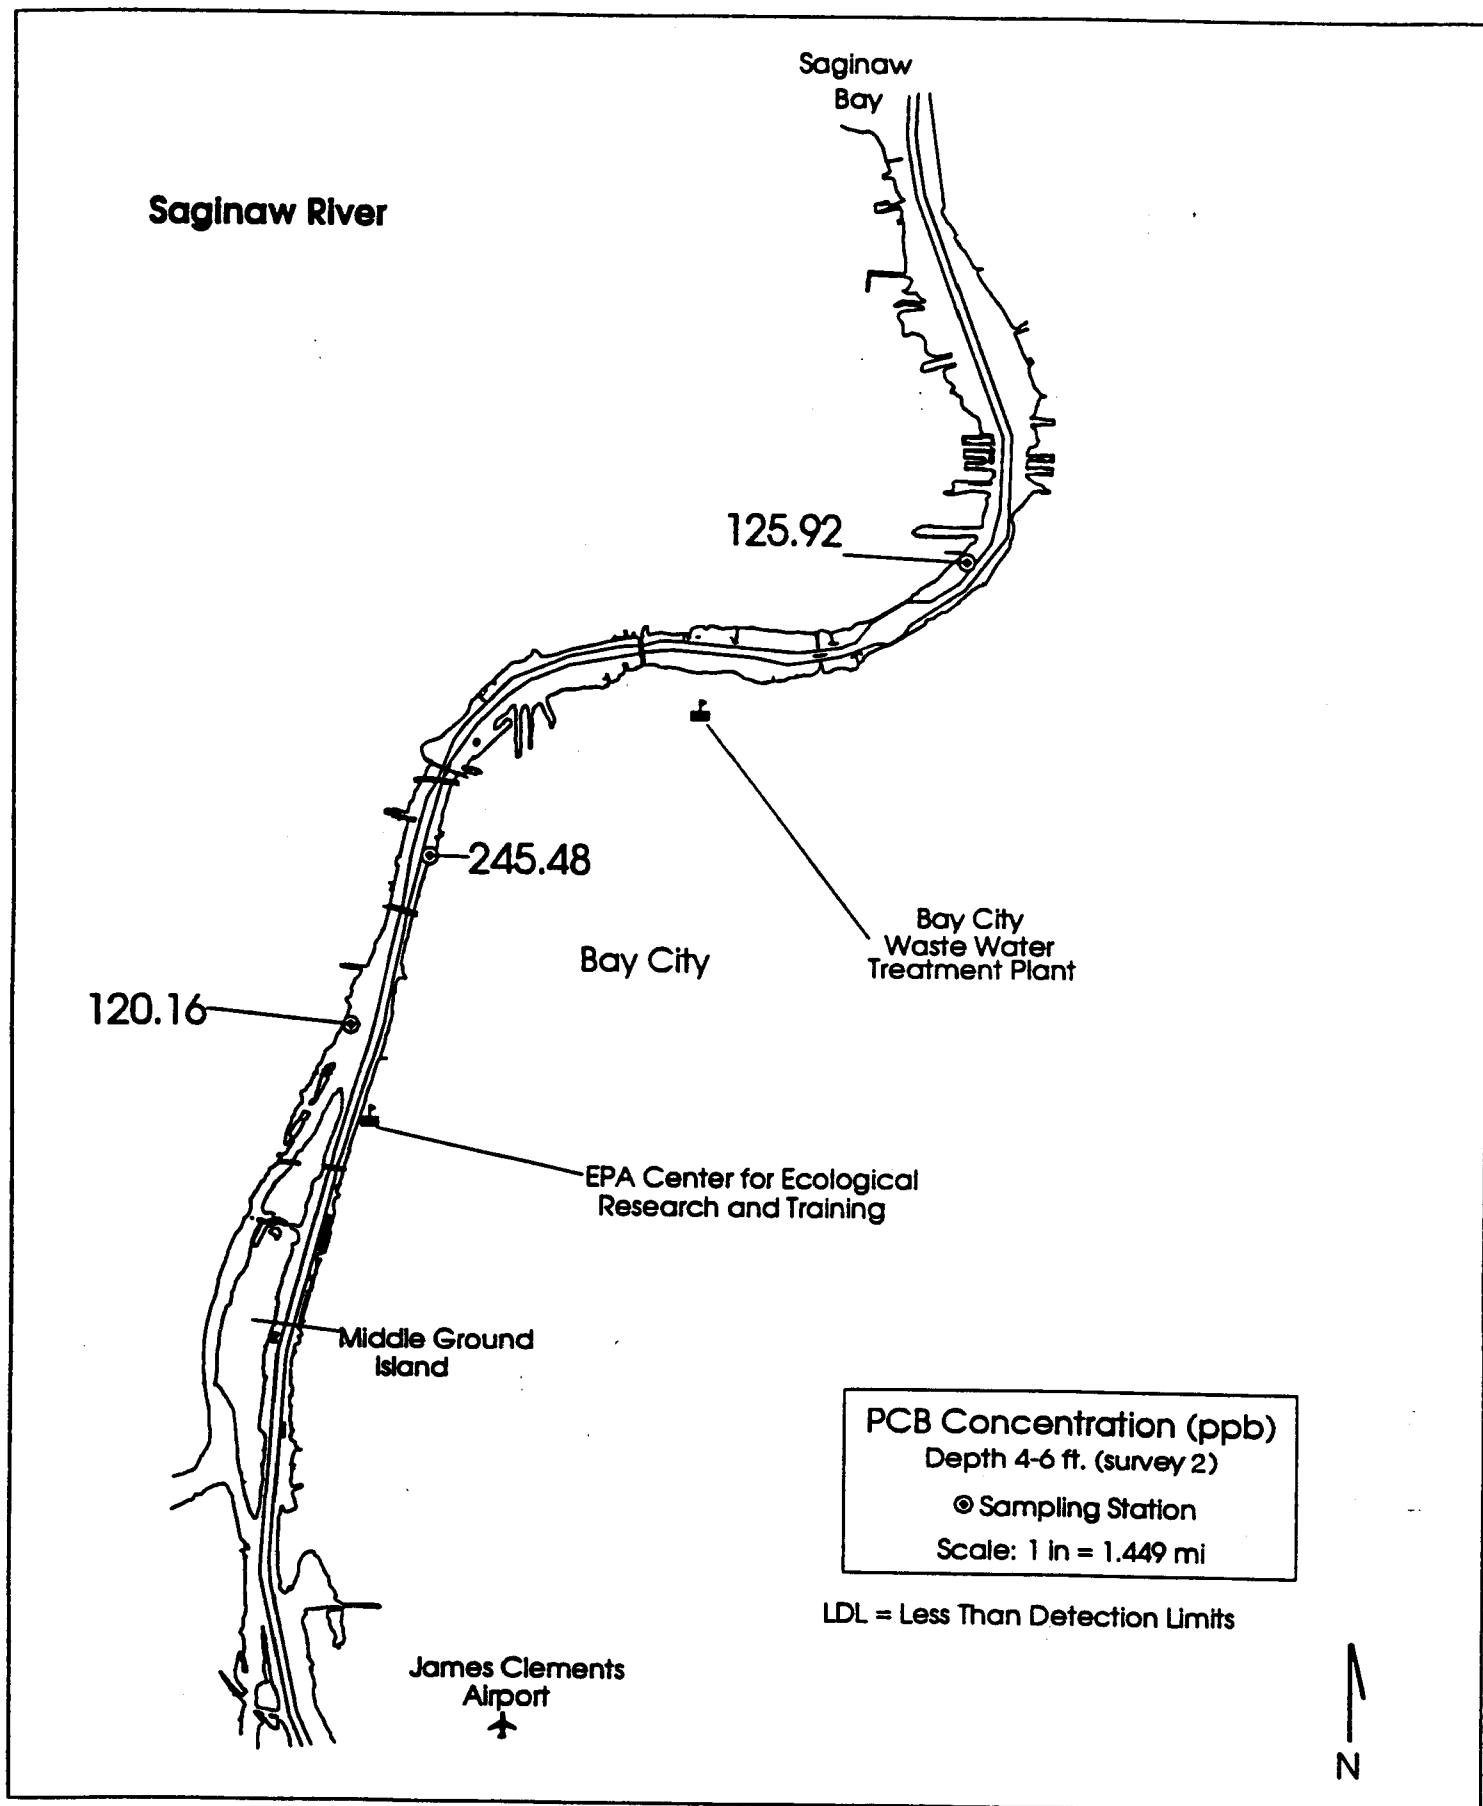 Saginaw
Bay
Saginaw River
125.92
245.48
Bay City
Waste Water
Treatment Plant
Bay City
120.16
EPA Center for Ecological
Research and Training
Middle Ground
Island
PCB Concentration (ppb)
Depth 4-6 ft. (survey 2)
Sampling Station
Scale: 1 in = 1.449 mi
LDL = Less Than Detection Limits
James Clements
Airport
N